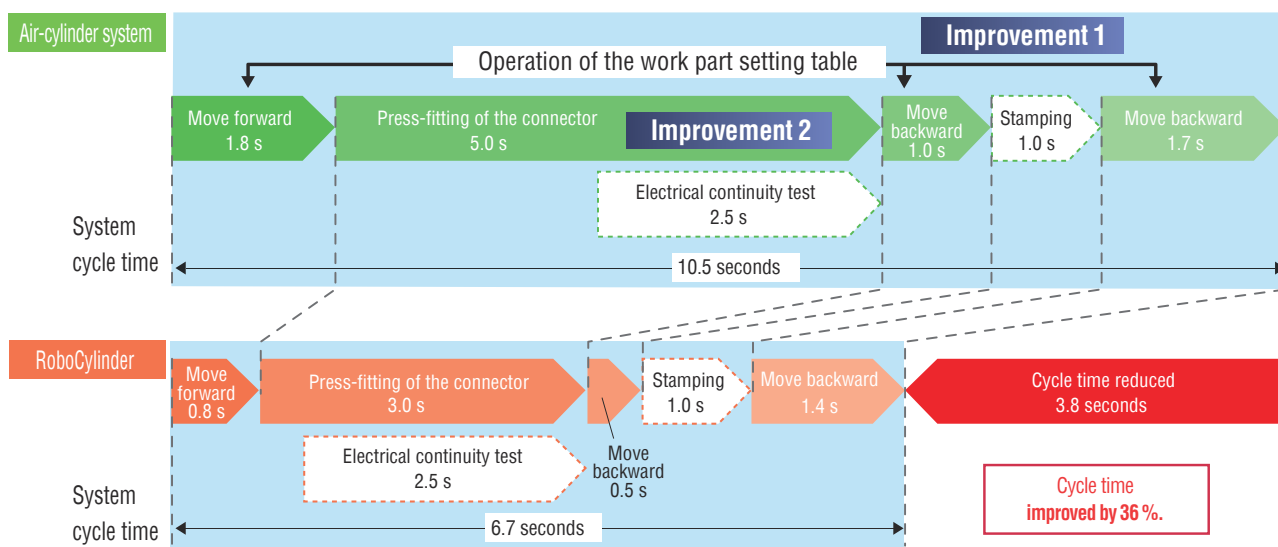 Air-cylinder system
Improvement 1
Operation of the work part setting table
Move forward
1.8 s
Press-fitting of the connector
5.0 s
Improvement 2
Move
backward
1.0 s
Stamping
1.0 s
Move backward
1.7 s
Electrical continuity test
2.5 s
System
cycle time
10.5 seconds
RoboCylinder
Move
forward
0.8 s
Press-fitting of the connector
3.0 s
Stamping
1.0 s
Move backward
1.4 s
Cycle time reduced
3.8 seconds
Electrical continuity test
2.5 s
Move
backward
0.5 s
System
cycle time
6.7 seconds
Cycle time
improved by 36 %.